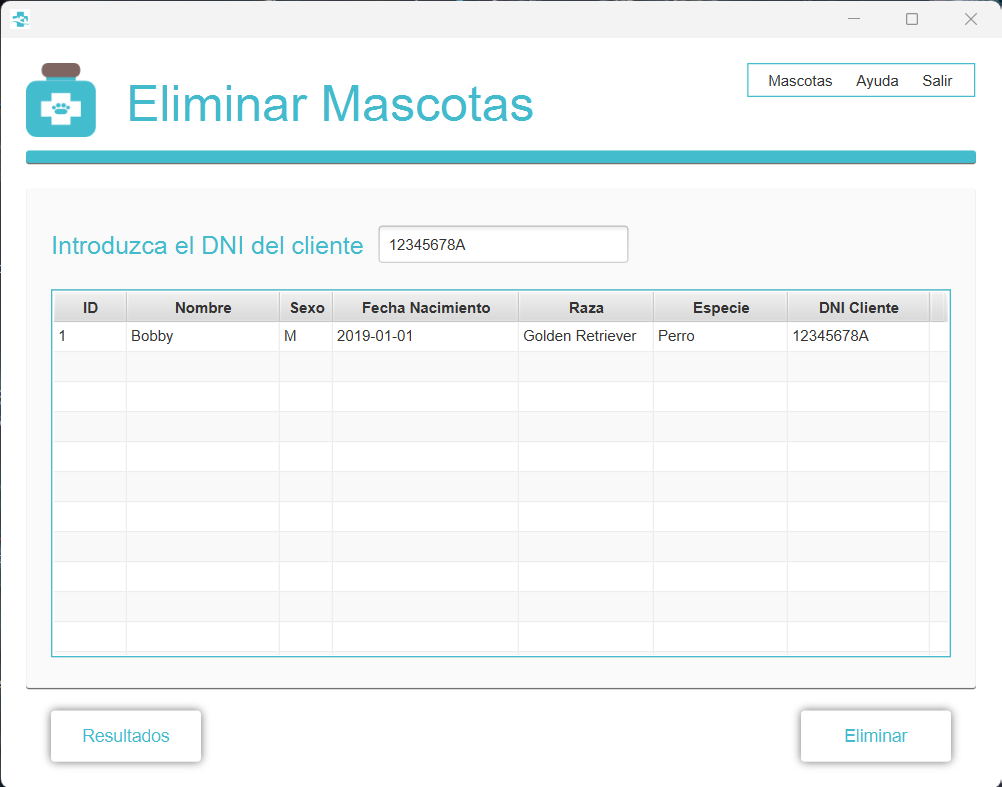 Mascotas Ayuda Salir
Eliminar Mascotas
Introduzca el DNI del cliente 12345678A
ID Nombre Sexo Fecha Nacimiento Raza Especie DNI Cliente
1 Bobby M 2019-01-01 Golden Retriever Perro 12345678A
Resultados Eliminar